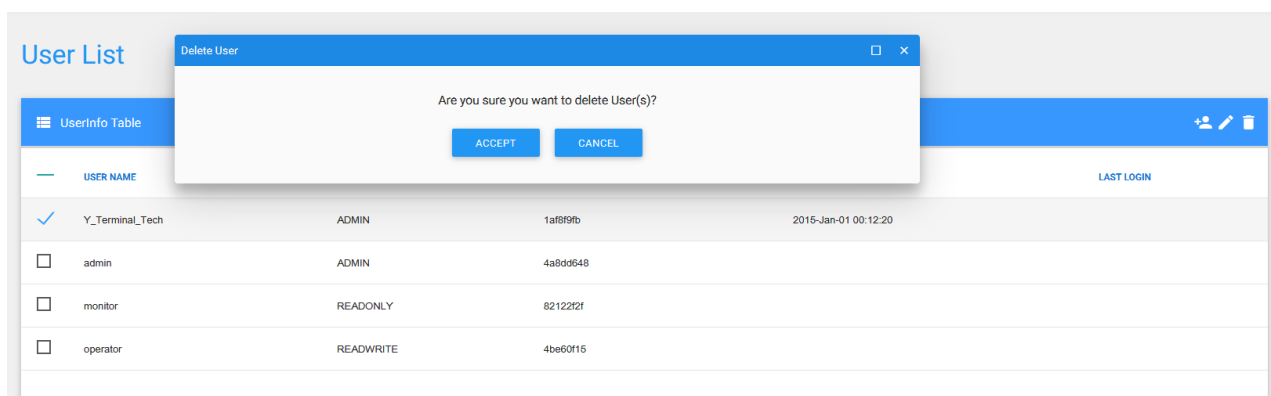 User List
Delete User
Are you sure you want to delete User(s)?
ACCEPT CANCEL
UserInfo Table
USER NAME LAST LOGIN
Y_Terminal_Tech ADMIN 1af8f9fb 2015-Jan-01 00:12:20
admin ADMIN 4a8dd648
monitor READONLY 82122f2f
operator READWRITE 4be60f15